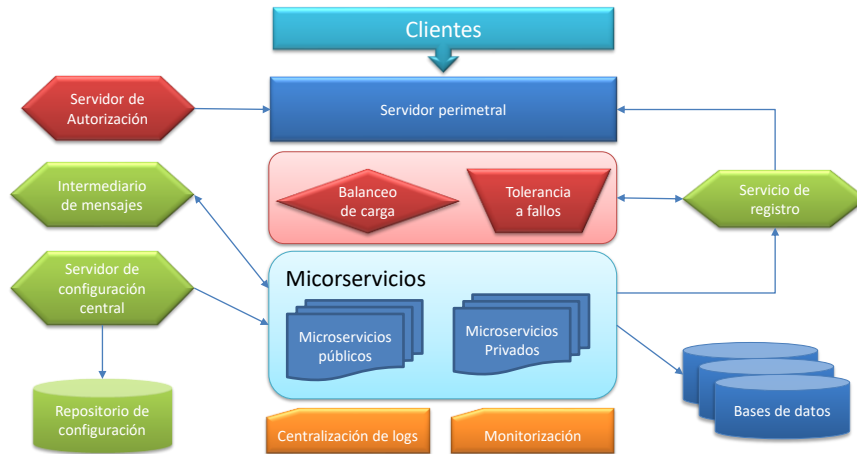 Clientes
Servidor de
Autorización
Servidor perimetral
Intermediario
de mensajes
Balanceo
de carga
Tolerancia
a fallos
Servicio de
registro
Servidor de
configuración
central
Micorservicios
Microservicios
públicos
Microservicios
Privados
Repositorio de
configuración
Centralización de logs
Monitorización
Bases de datos